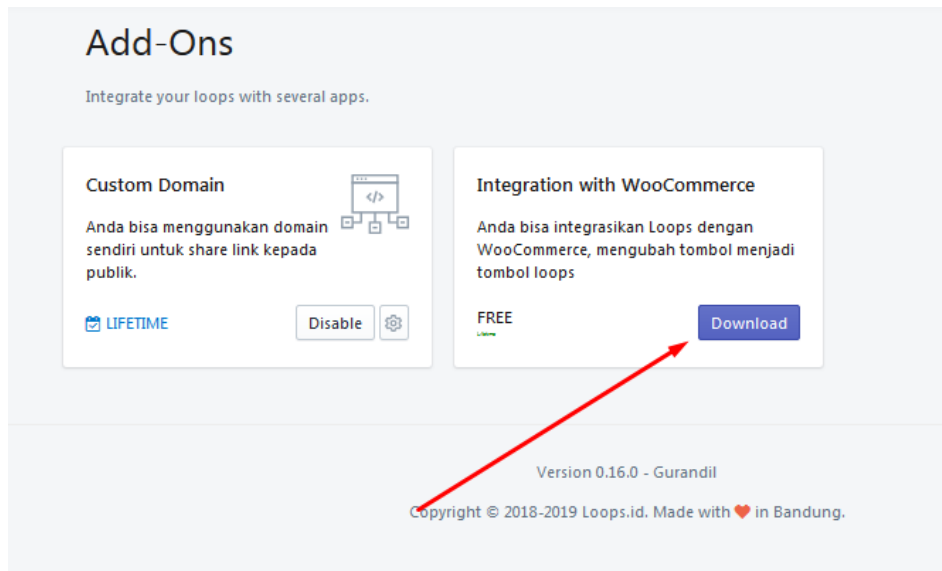 Add-Ons
Integrate your loops with several apps.
Custom Domain
Anda bisa menggunakan domain
sendiri untuk share link kepada
publik.
LIFETIME
Disable
Integration with WooCommerce
Anda bisa integrasikan Loops dengan
WooCommerce, mengubah tombol menjadi
tombol loops
FREE
Lifetime
Download
Version 0.16.0 - Gurandil
Copyright © 2018-2019 Loops.id. Made with ❤ in Bandung.